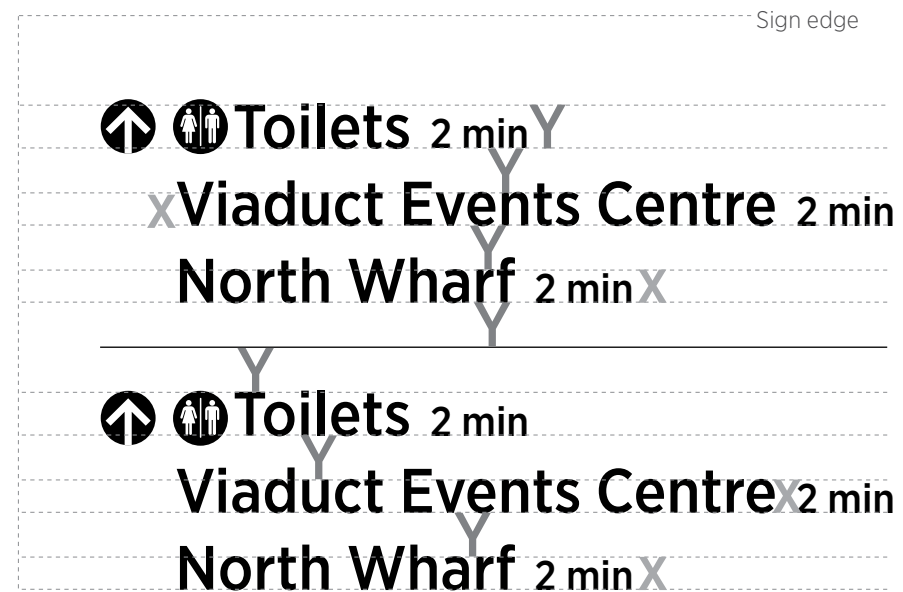 Sign edge
Toilets 2 min Y
Y
X Viaduct Events Centre 2 min
Y
North Wharf 2 min X
Y
Y
Toilets 2 min
Y
Viaduct Events Centre X 2 min
Y
North Wharf 2 min X